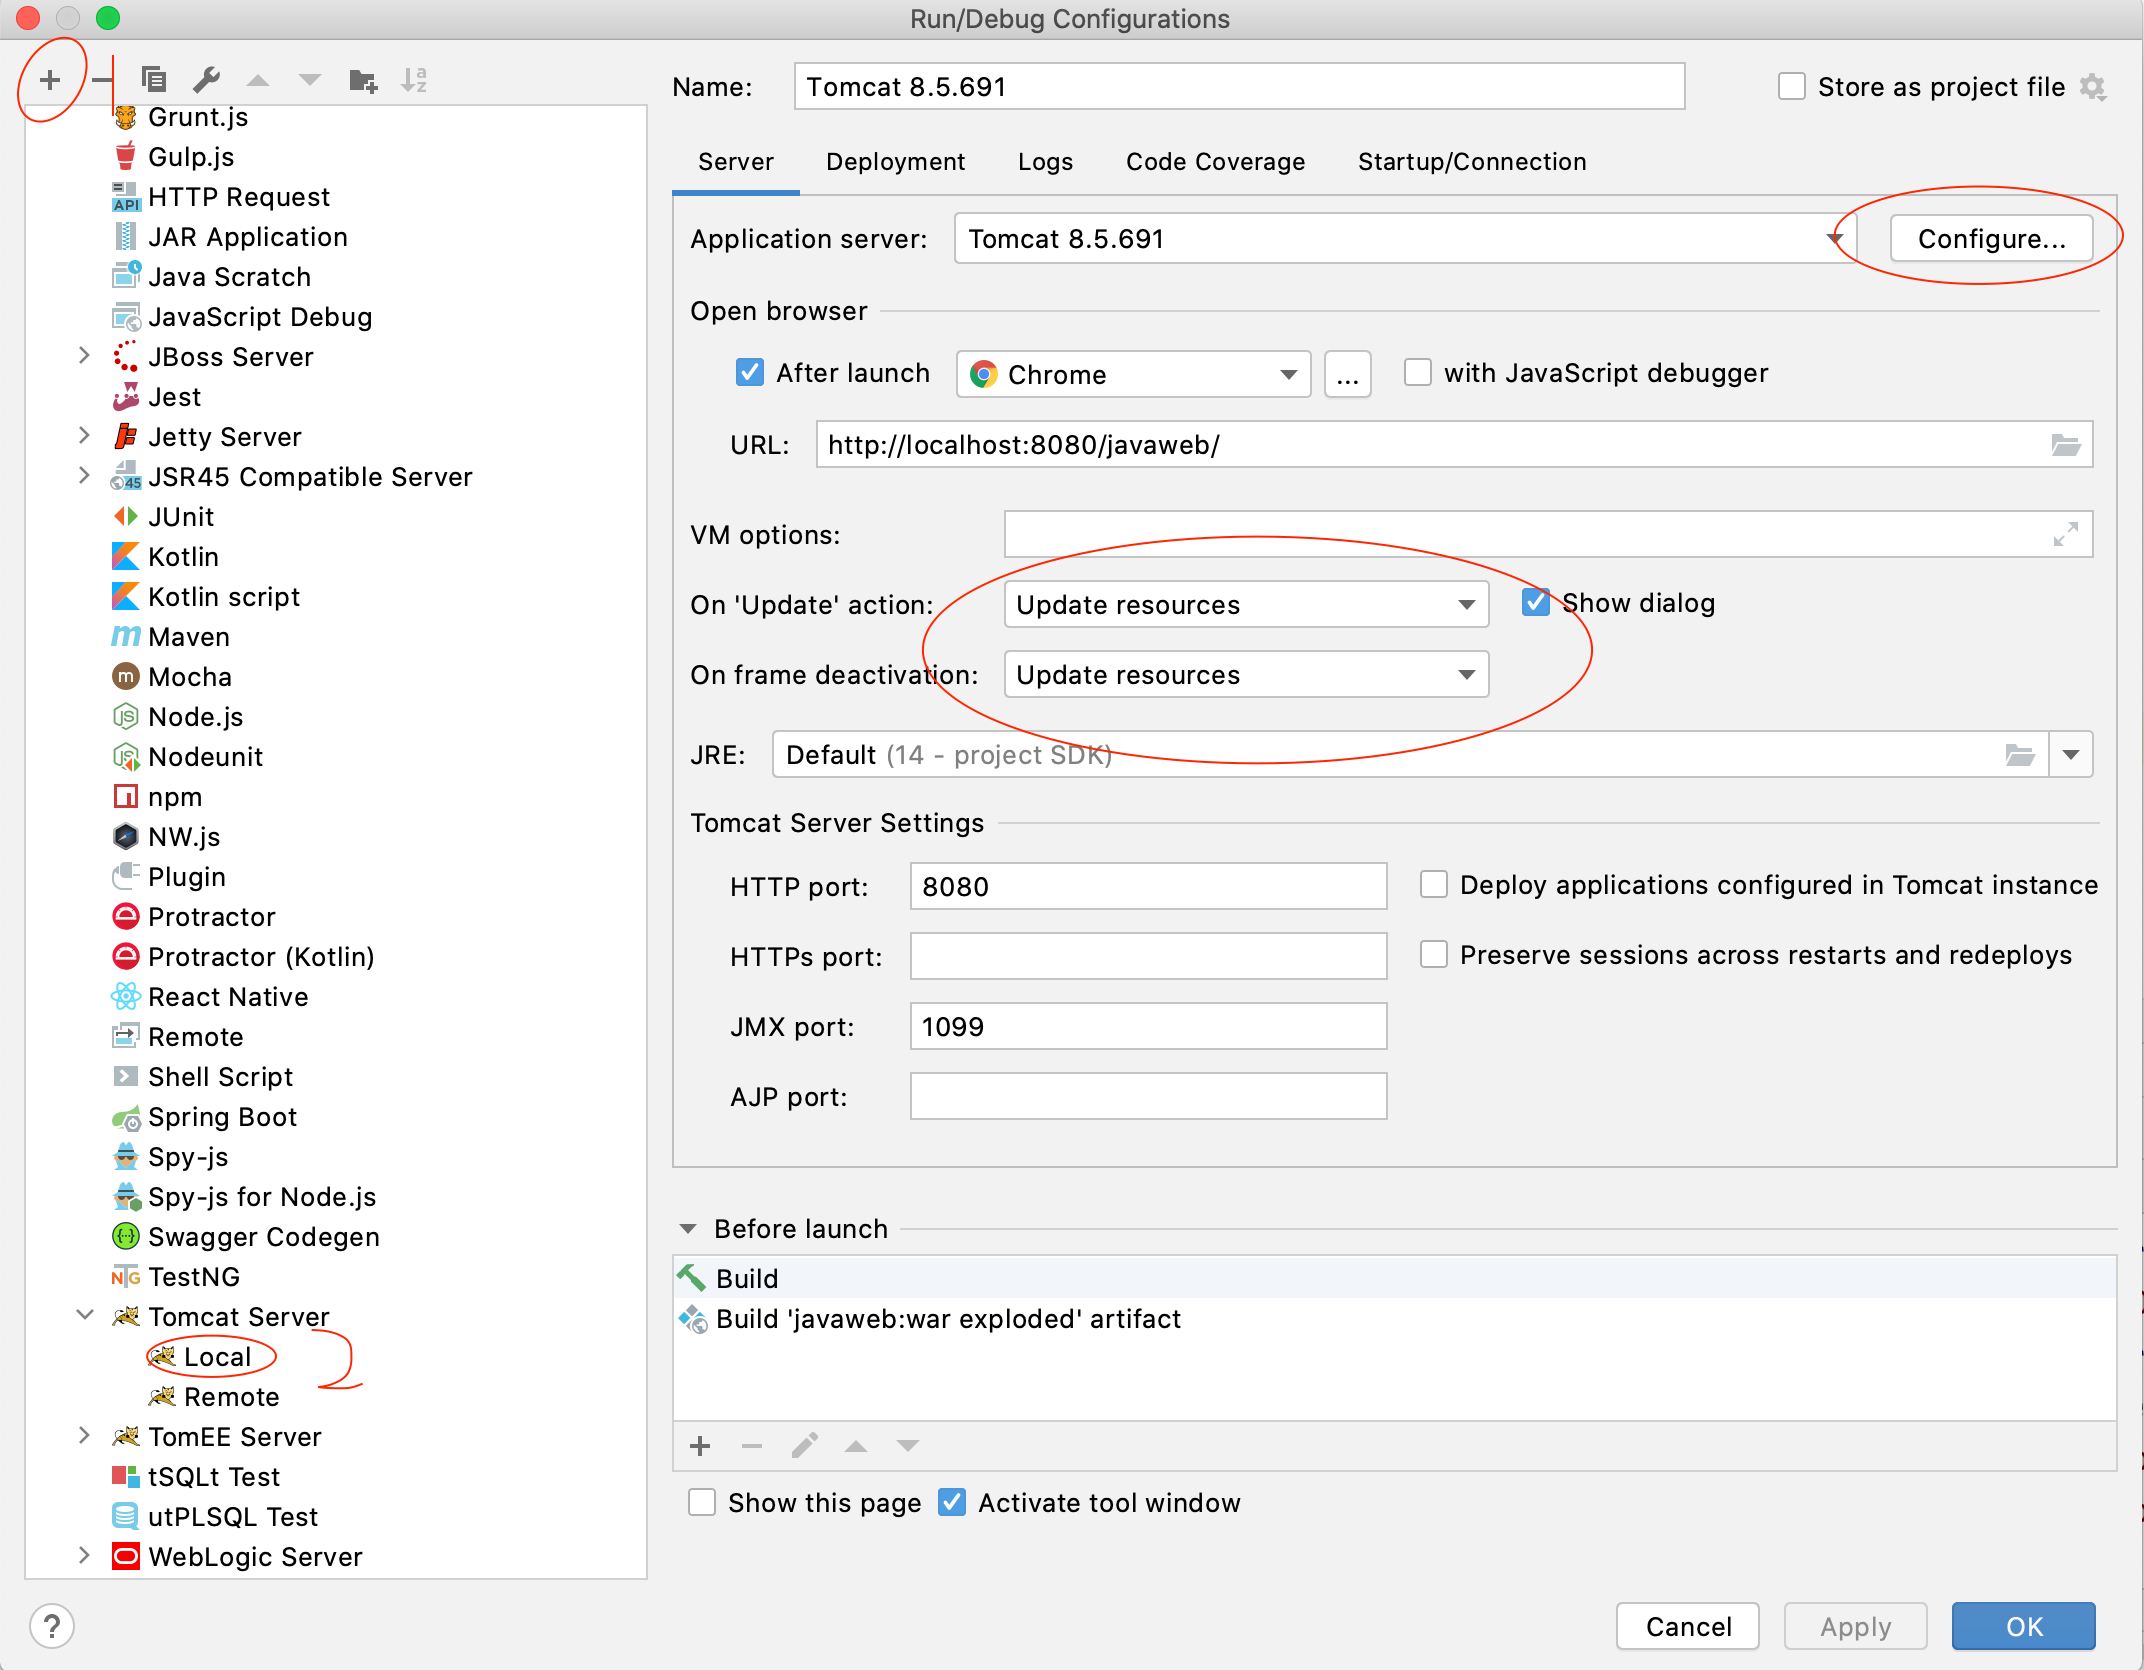 Run/Debug Configurations
Name: Tomcat 8.5.691 Store as project file
Grunt.js
Gulp.js
API HTTP Request
JAR Application
Java Scratch
JavaScript Debug
JBoss Server
Jest
Jetty Server
45 JSR45 Compatible Server
JUnit
Kotlin
Kotlin script
m Maven
m Mocha
JS Node.js
JS Nodeunit
npm
NW.js
Plugin
Protractor
Protractor (Kotlin)
React Native
Remote
Shell Script
Spring Boot
Spy-js
Spy-js for Node.js
Swagger Codegen
NTG TestNG
Tomcat Server
Local
Remote
TomEE Server
tSQLt Test
utPLSQL Test
WebLogic Server
Server Deployment Logs Code Coverage Startup/Connection
Application server: Tomcat 8.5.691 Configure...
Open browser
After launch Chrome ... with JavaScript debugger
URL: http://localhost:8080/javaweb/
VM options:
On 'Update' action: Update resources Show dialog
On frame deactivation: Update resources
JRE: Default (14 - project SDK)
Tomcat Server Settings
HTTP port: 8080 Deploy applications configured in Tomcat instance
HTTPs port: Preserve sessions across restarts and redeploys
JMX port: 1099
AJP port:
Before launch
Build
Build 'javaweb:war exploded' artifact
Show this page Activate tool window
? Cancel Apply OK